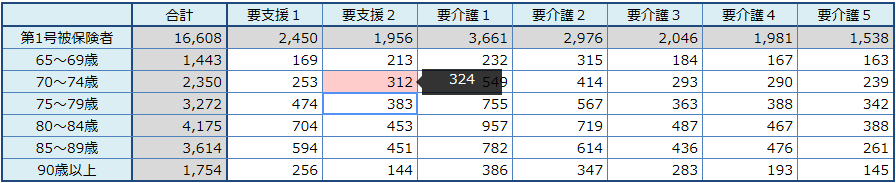 合計 要支援1 要支援2 要介護1 要介護2 要介護3 要介護4 要介護5
第1号被保険者 16,608 2,450 1,956 3,661 2,976 2,046 1,981 1,538
65～69歳 1,443 169 213 232 315 184 167 163
70～74歳 2,350 253 312 324 549 414 293 290 239
75～79歳 3,272 474 383 755 567 363 388 342
80～84歳 4,175 704 453 957 719 487 467 388
85～89歳 3,614 594 451 782 614 436 476 261
90歳以上 1,754 256 144 386 347 283 193 145